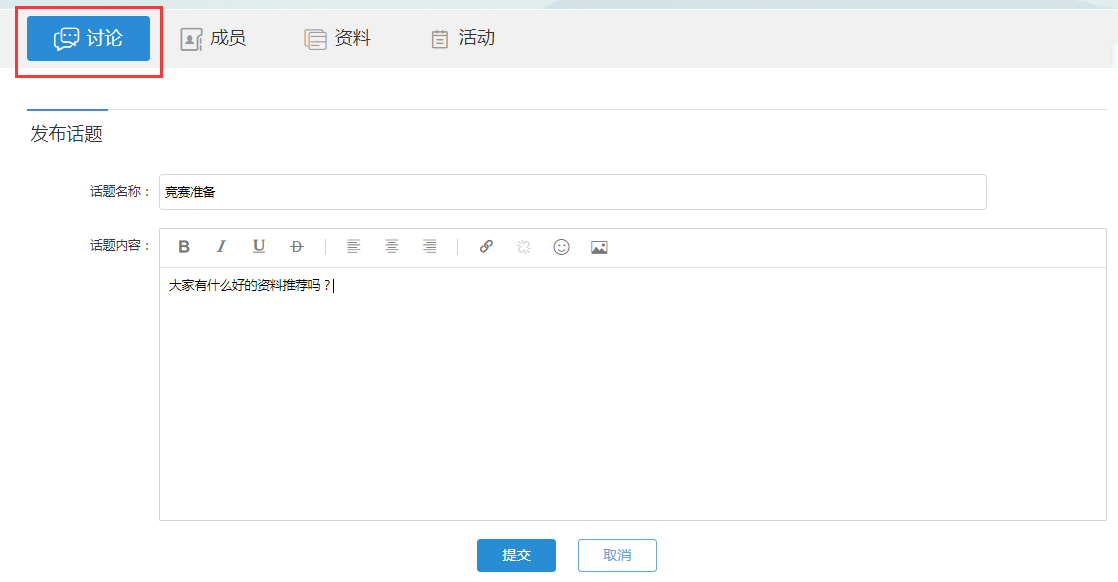 讨论 成员 资料 活动
发布话题
话题名称： 竞赛准备
话题内容： B I U D
大家有什么好的资料推荐吗？
提交 取消